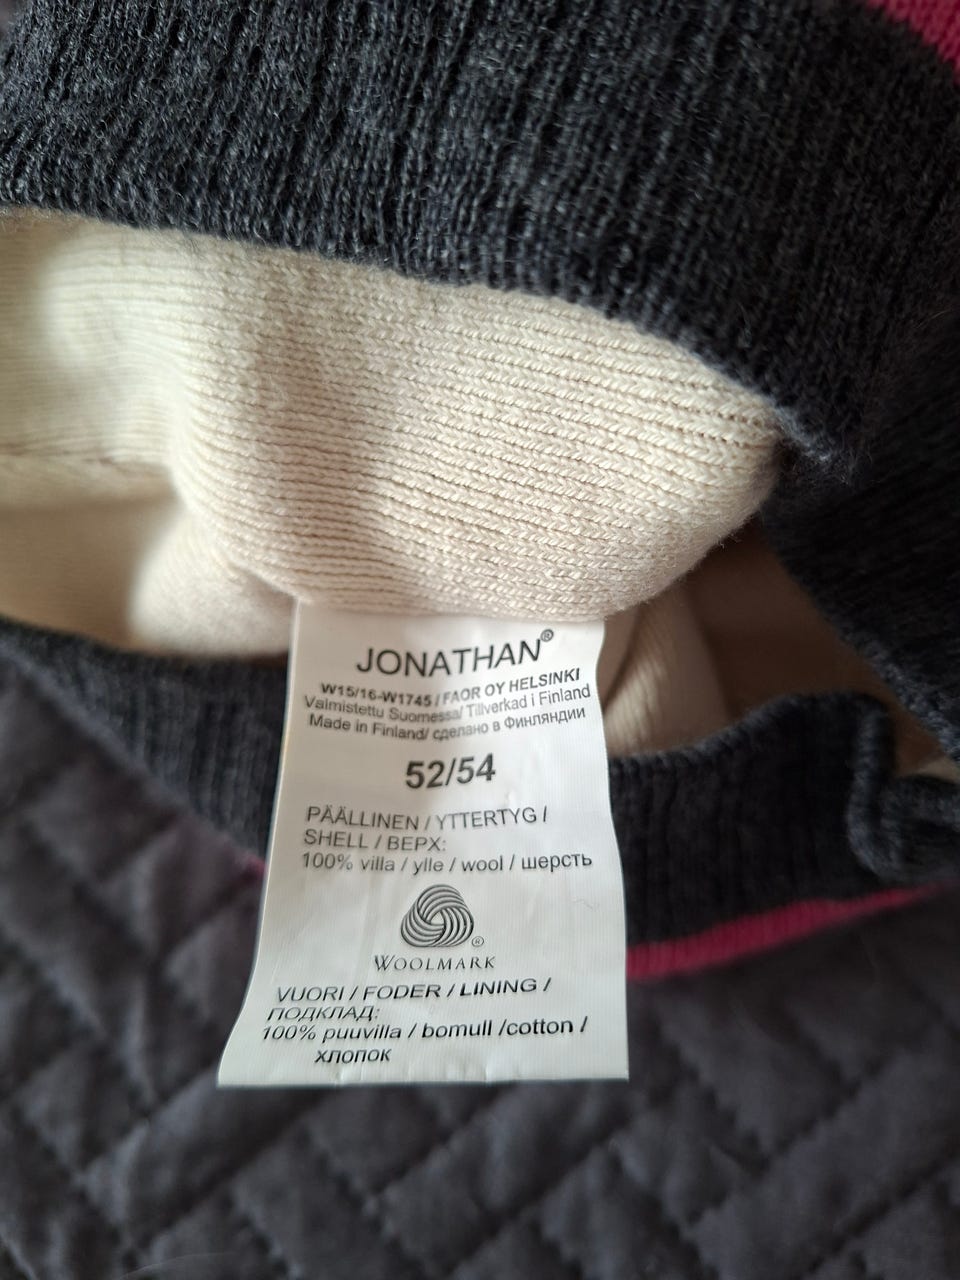 JONATHAN®
W15/16-W1745 / FAOR OY HELSINKI
Valmistettu Suomessa/ Tillverkad i Finland
Made in Finland/ сделано в Финляндии
52/54
PÄÄLLINEN / YTTERTYG /
SHELL / ВЕРХ:
100% villa / ylle / wool / шерсть
®
WOOLMARK
VUORI / FODER / LINING /
ПОДКЛАД:
100% puuvilla / bomull /cotton /
хлопок